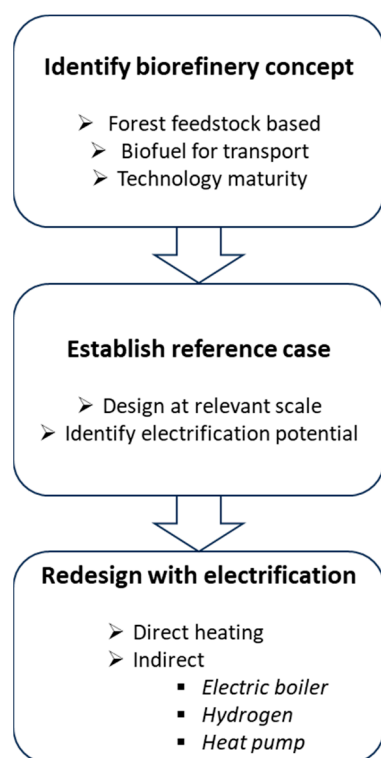 Identify biorefinery concept
➢ Forest feedstock based
➢ Biofuel for transport
➢ Technology maturity
Establish reference case
➢ Design at relevant scale
➢ Identify electrification potential
Redesign with electrification
➢ Direct heating
➢ Indirect
▪ Electric boiler
▪ Hydrogen
▪ Heat pump